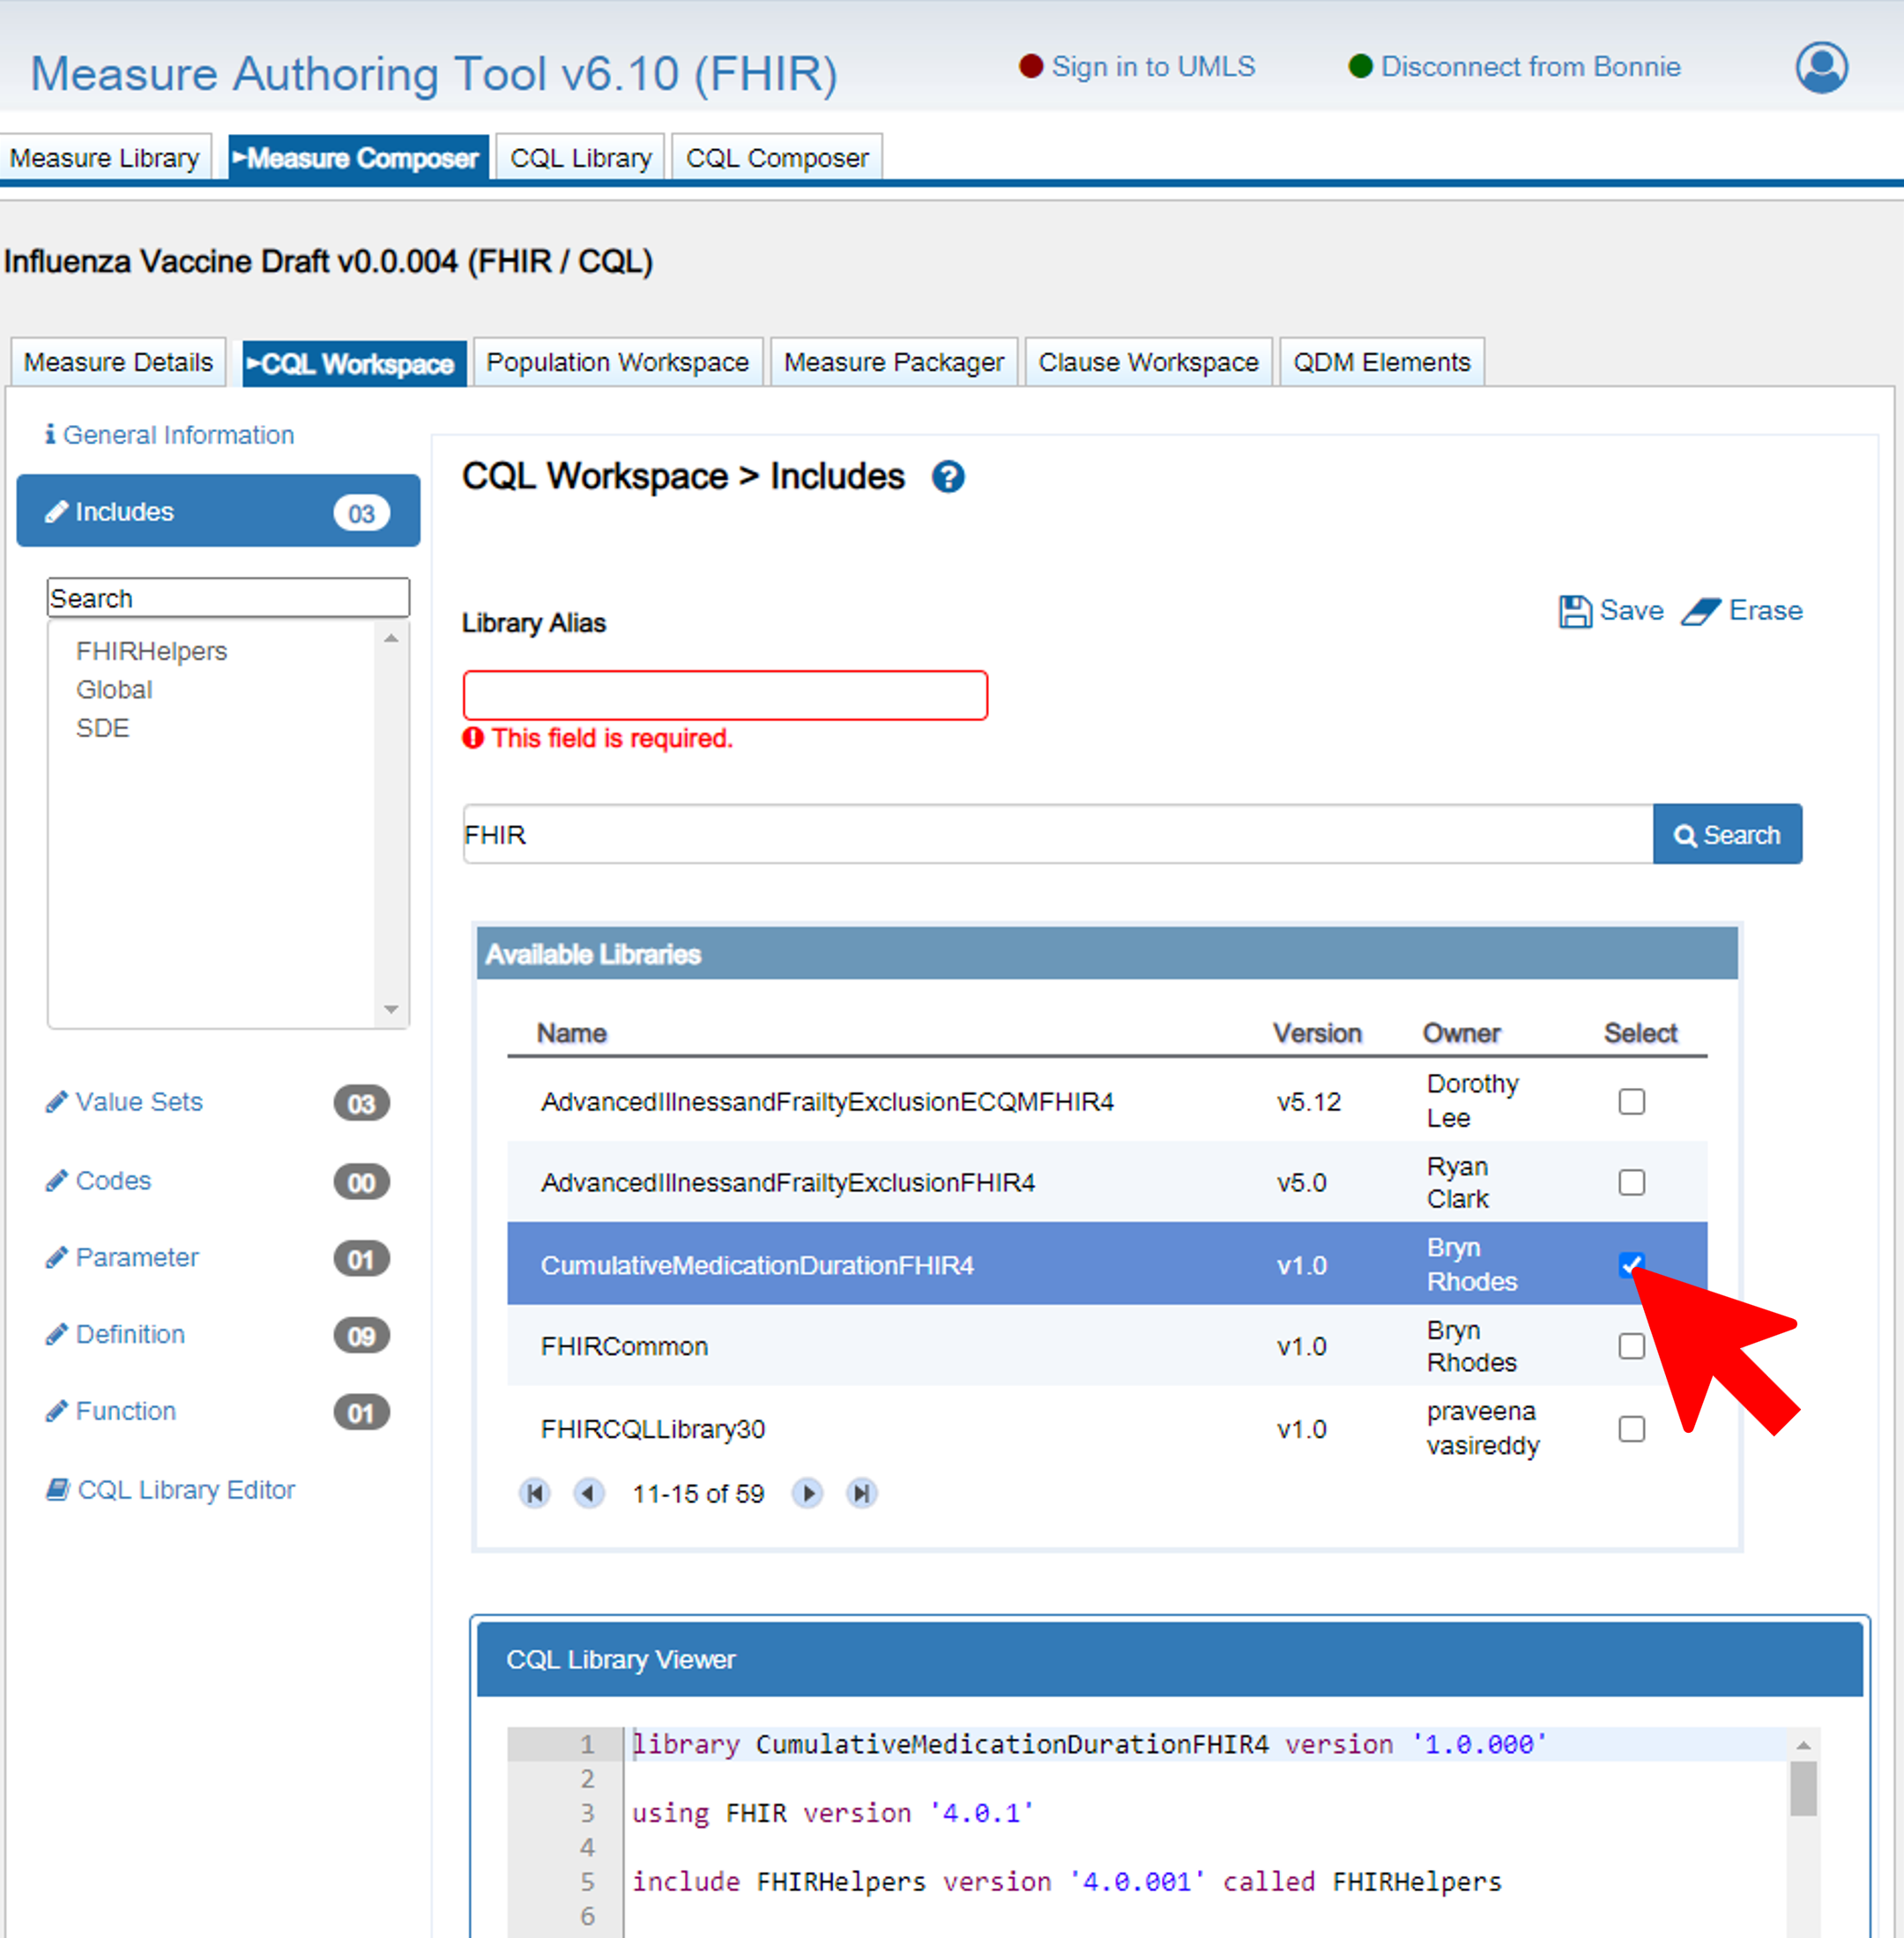 Measure Authoring Tool v6.10 (FHIR)
Sign in to UMLS
Disconnect from Bonnie
Measure Library
Measure Composer
CQL Library
CQL Composer
Influenza Vaccine Draft v0.0.004 (FHIR / CQL)
Measure Details
CQL Workspace
Population Workspace
Measure Packager
Clause Workspace
QDM Elements
General Information
Includes 03
Search
FHIRHelpers
Global
SDE
Value Sets 03
Codes 00
Parameter 01
Definition 09
Function 01
CQL Library Editor
CQL Workspace > Includes
Save
Erase
Library Alias
This field is required.
FHIR
Search
Available Libraries
Name Version Owner Select
AdvancedIllnessandFrailtyExclusionECQMFHIR4 v5.12 Dorothy Lee
AdvancedIllnessandFrailtyExclusionFHIR4 v5.0 Ryan Clark
CumulativeMedicationDurationFHIR4 v1.0 Bryn Rhodes
FHIRCommon v1.0 Bryn Rhodes
FHIRCQLLibrary30 v1.0 praveena vasireddy
11-15 of 59
CQL Library Viewer
1 library CumulativeMedicationDurationFHIR4 version '1.0.000'
2
3 using FHIR version '4.0.1'
4
5 include FHIRHelpers version '4.0.001' called FHIRHelpers
6